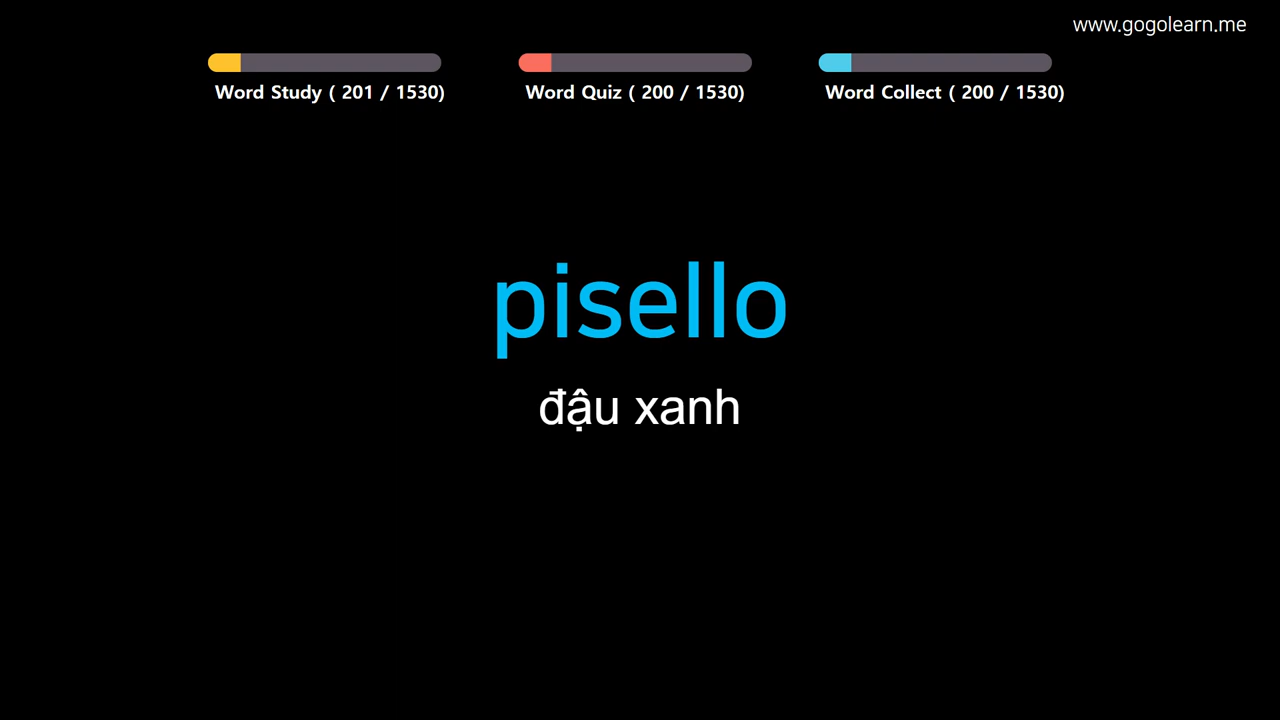 www.gogolearn.me
Word Study ( 201 / 1530)
Word Quiz ( 200 / 1530)
Word Collect ( 200 / 1530)
pisello
đậu xanh